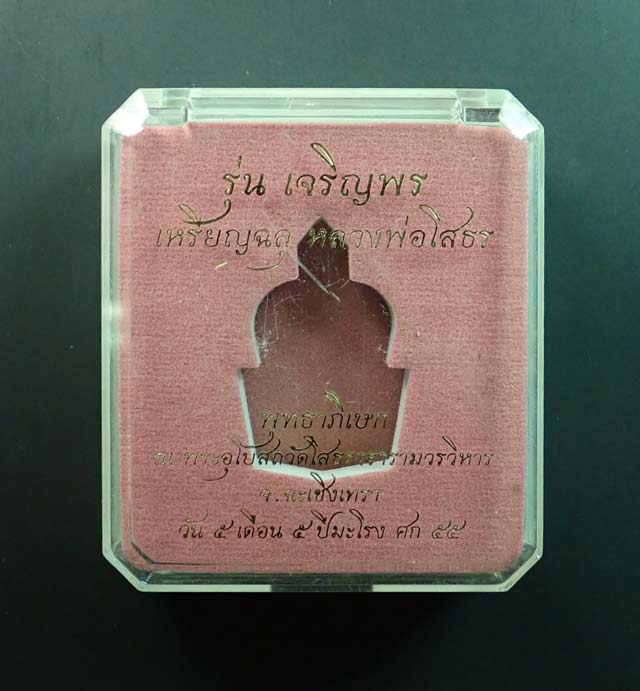 รุ่น เจริญพร
เหรียญฉลุ หลวงพ่อโสธร
พุทธาภิเษก
ณ พระอุโบสถวัดโสธรวรารามวรวิหาร
จ.ฉะเชิงเทรา
วัน ๕ เดือน ๕ ปีมะโรง ศก ๕๕